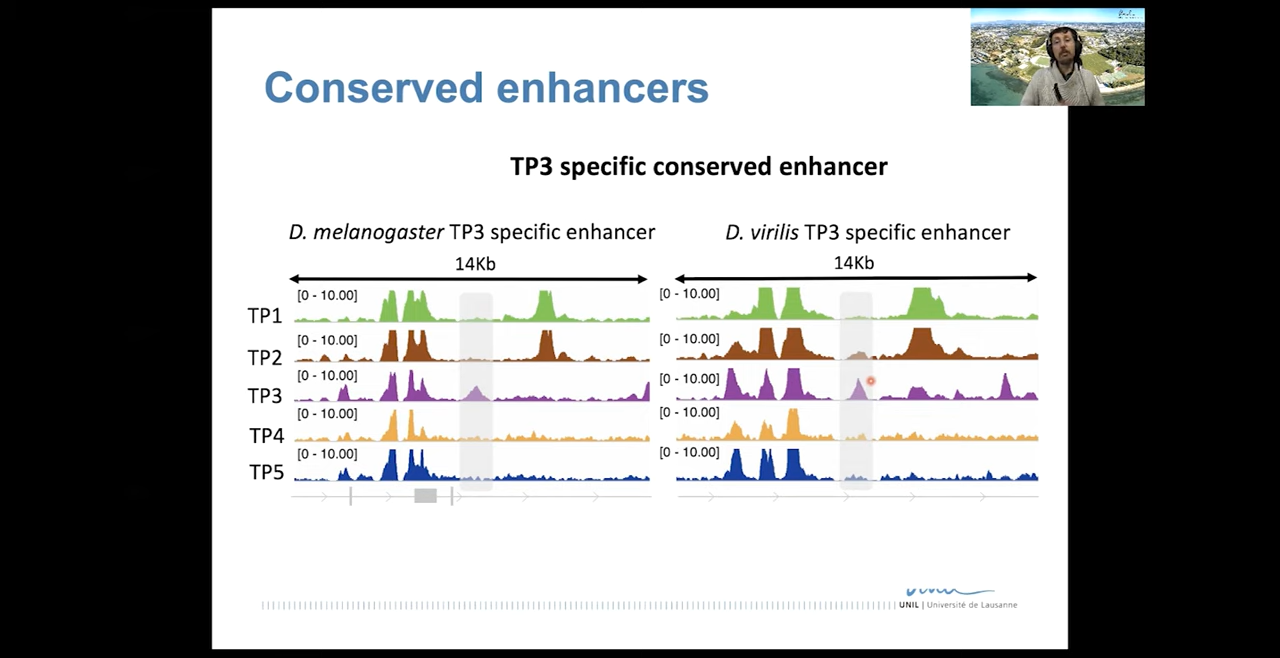 Conserved enhancers
TP3 specific conserved enhancer
D. melanogaster TP3 specific enhancer
14Kb
TP1 [0 - 10.00]
TP2 [0 - 10.00]
TP3 [0 - 10.00]
TP4 [0 - 10.00]
TP5 [0 - 10.00]
D. virilis TP3 specific enhancer
14Kb
[0 - 10.00]
[0 - 10.00]
[0 - 10.00]
[0 - 10.00]
[0 - 10.00]
UNIL | Université de Lausanne